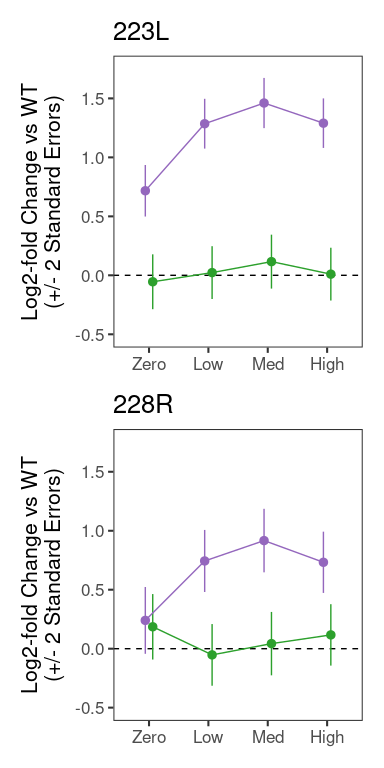 223L
Log2-fold Change vs WT
(+/- 2 Standard Errors)
1.5
1.0
0.5
0.0
-0.5
Zero Low Med High
228R
Log2-fold Change vs WT
(+/- 2 Standard Errors)
1.5
1.0
0.5
0.0
-0.5
Zero Low Med High